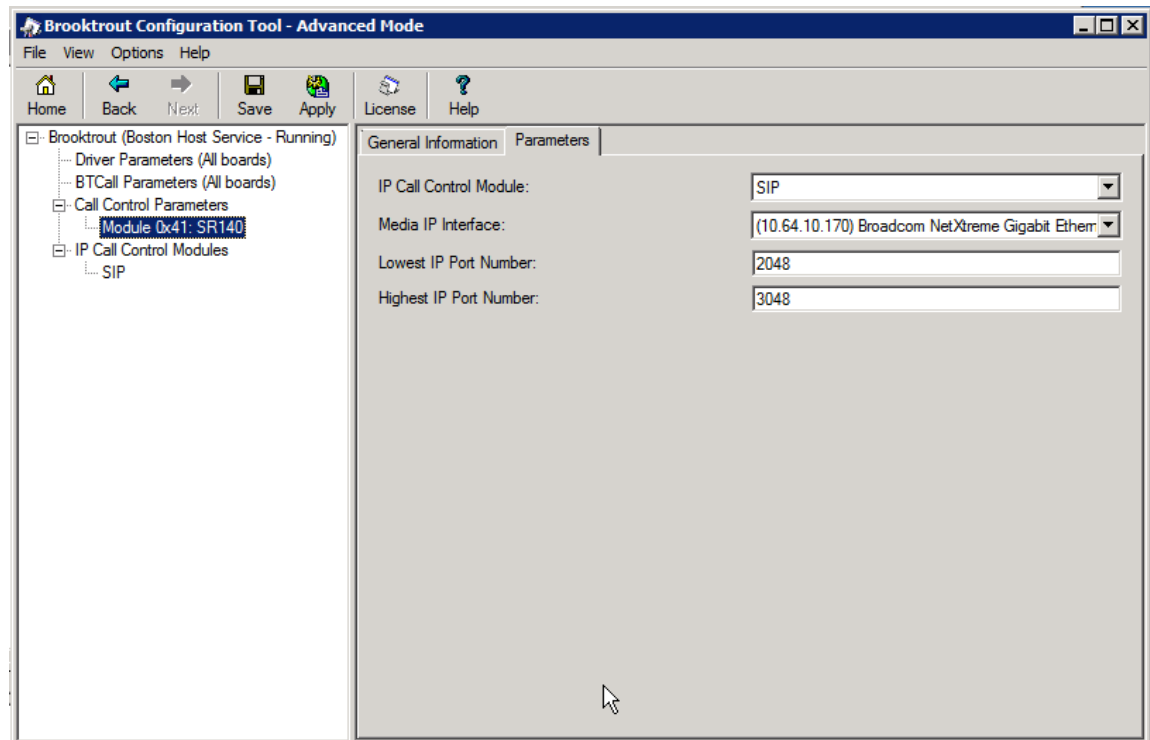 Brooktrout Configuration Tool - Advanced Mode
File View Options Help
Home Back Next Save Apply License Help
Brooktrout (Boston Host Service - Running)
Driver Parameters (All boards)
BTCall Parameters (All boards)
Call Control Parameters
Module 0x41: SR140
IP Call Control Modules
SIP
General Information Parameters
IP Call Control Module: SIP
Media IP Interface: (10.64.10.170) Broadcom NetXtreme Gigabit
Lowest IP Port Number: 2048
Highest IP Port Number: 3048